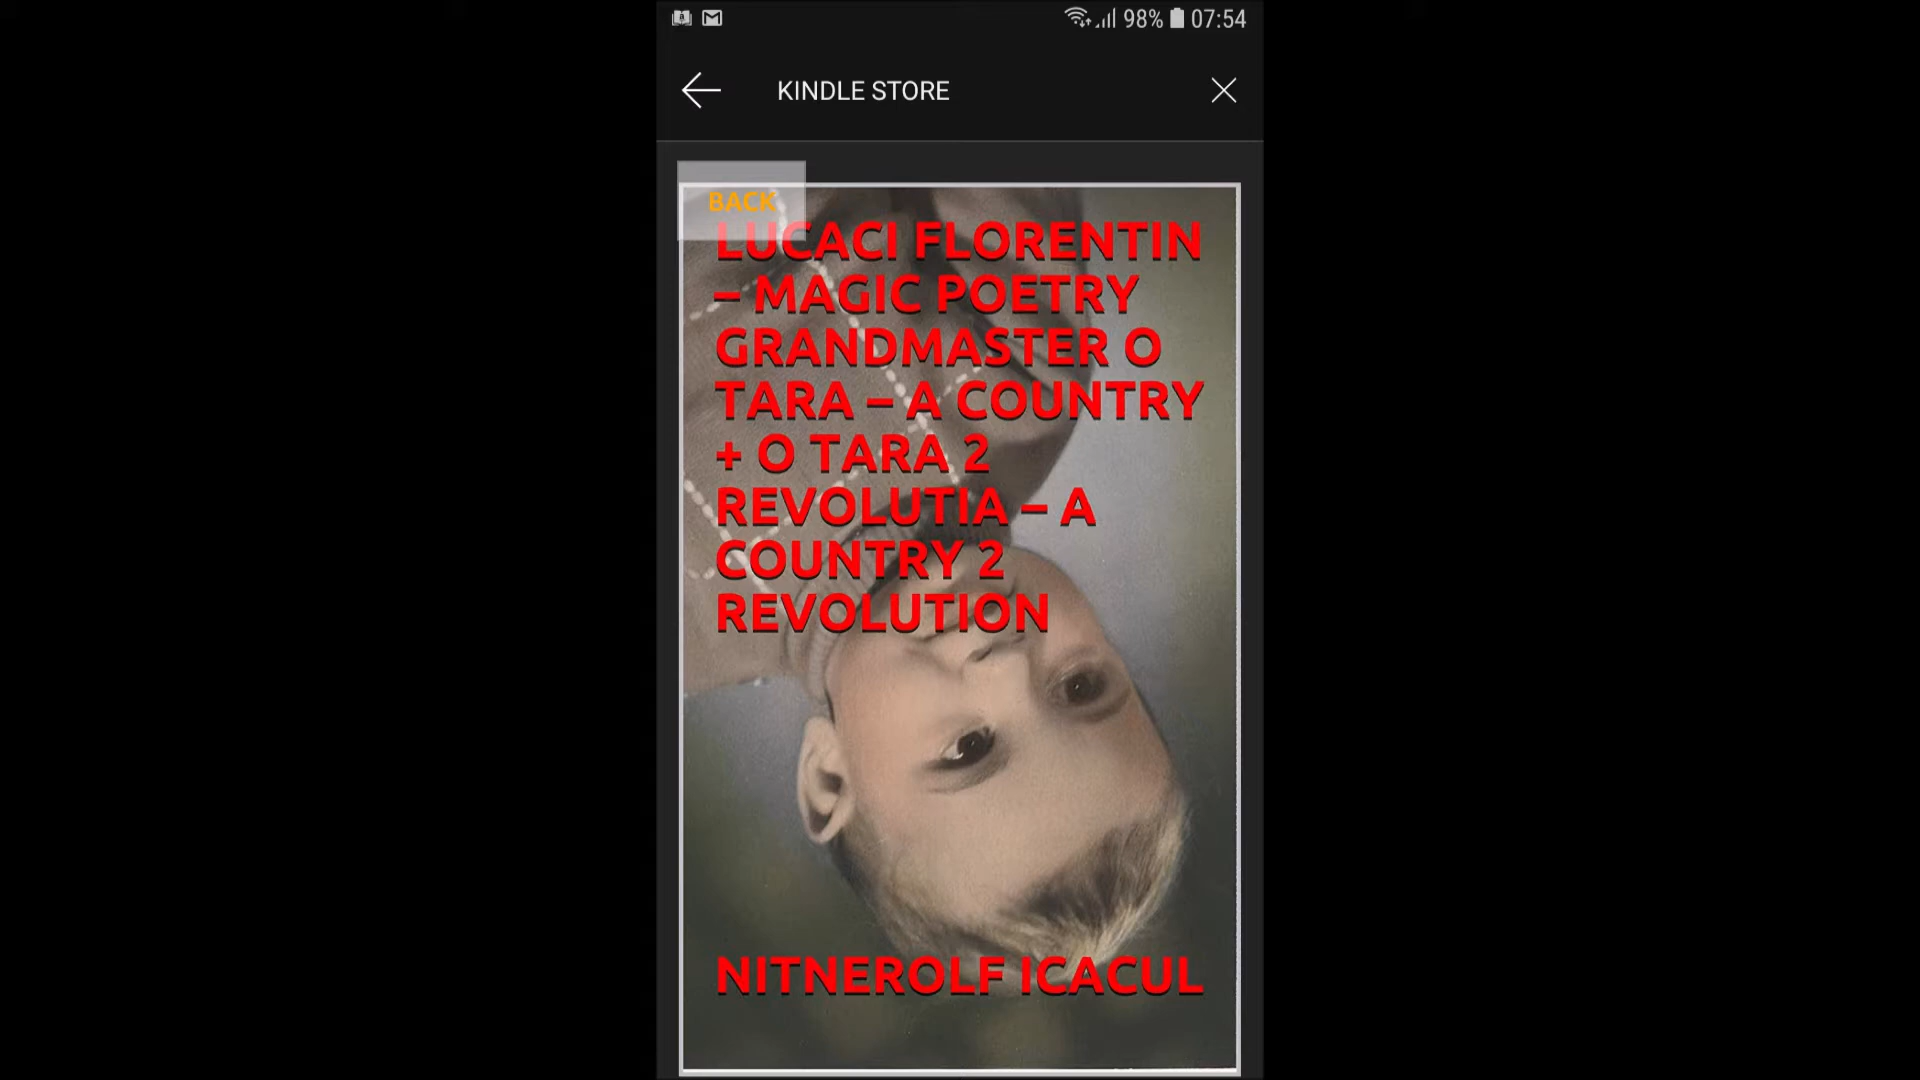 98% 07:54
KINDLE STORE
BACK
LUCACI FLORENTIN
– MAGIC POETRY
GRANDMASTER O
TARA – A COUNTRY
+ O TARA 2
REVOLUTIA – A
COUNTRY 2
REVOLUTION
NITNEROLF ICACUL